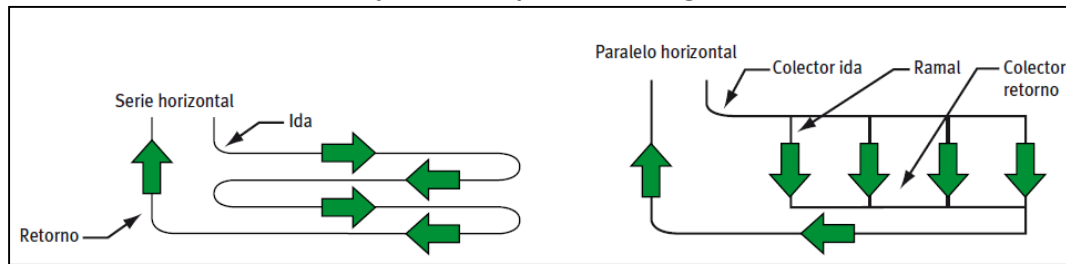 Serie horizontal
Ida
Retorno
Paralelo horizontal
Colector ida
Ramal
Colector
retorno